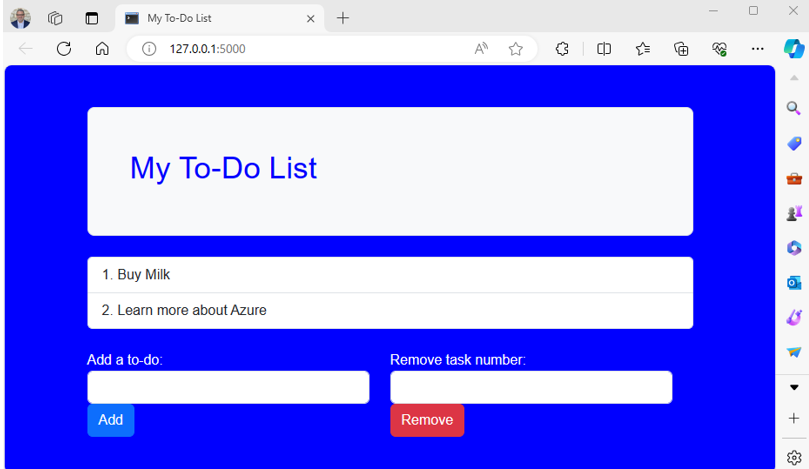 My To-Do List
127.0.0.1:5000
My To-Do List
1. Buy Milk
2. Learn more about Azure
Add a to-do: Remove task number:
Add Remove